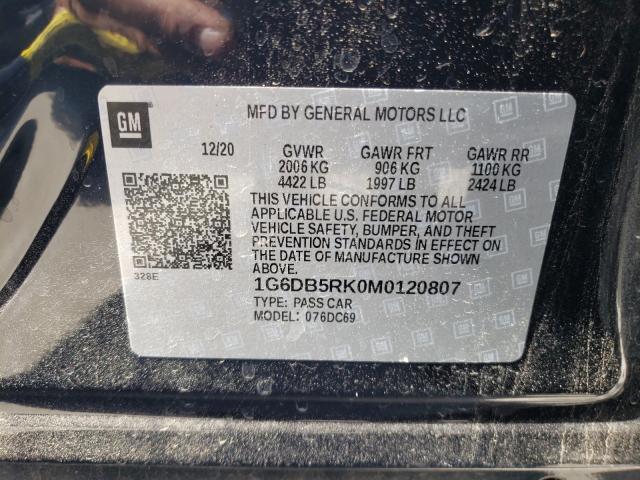 GM
MFD BY GENERAL MOTORS LLC
12/20 GVWR GAWR FRT GAWR RR
2006 KG 906 KG 1100 KG
4422 LB 1997 LB 2424 LB
THIS VEHICLE CONFORMS TO ALL
APPLICABLE U.S. FEDERAL MOTOR
VEHICLE SAFETY, BUMPER, AND THEFT
PREVENTION STANDARDS IN EFFECT ON
THE DATE OF MANUFACTURE SHOWN
ABOVE.
328E
1G6DB5RK0M0120807
TYPE: PASS CAR
MODEL: 076DC69